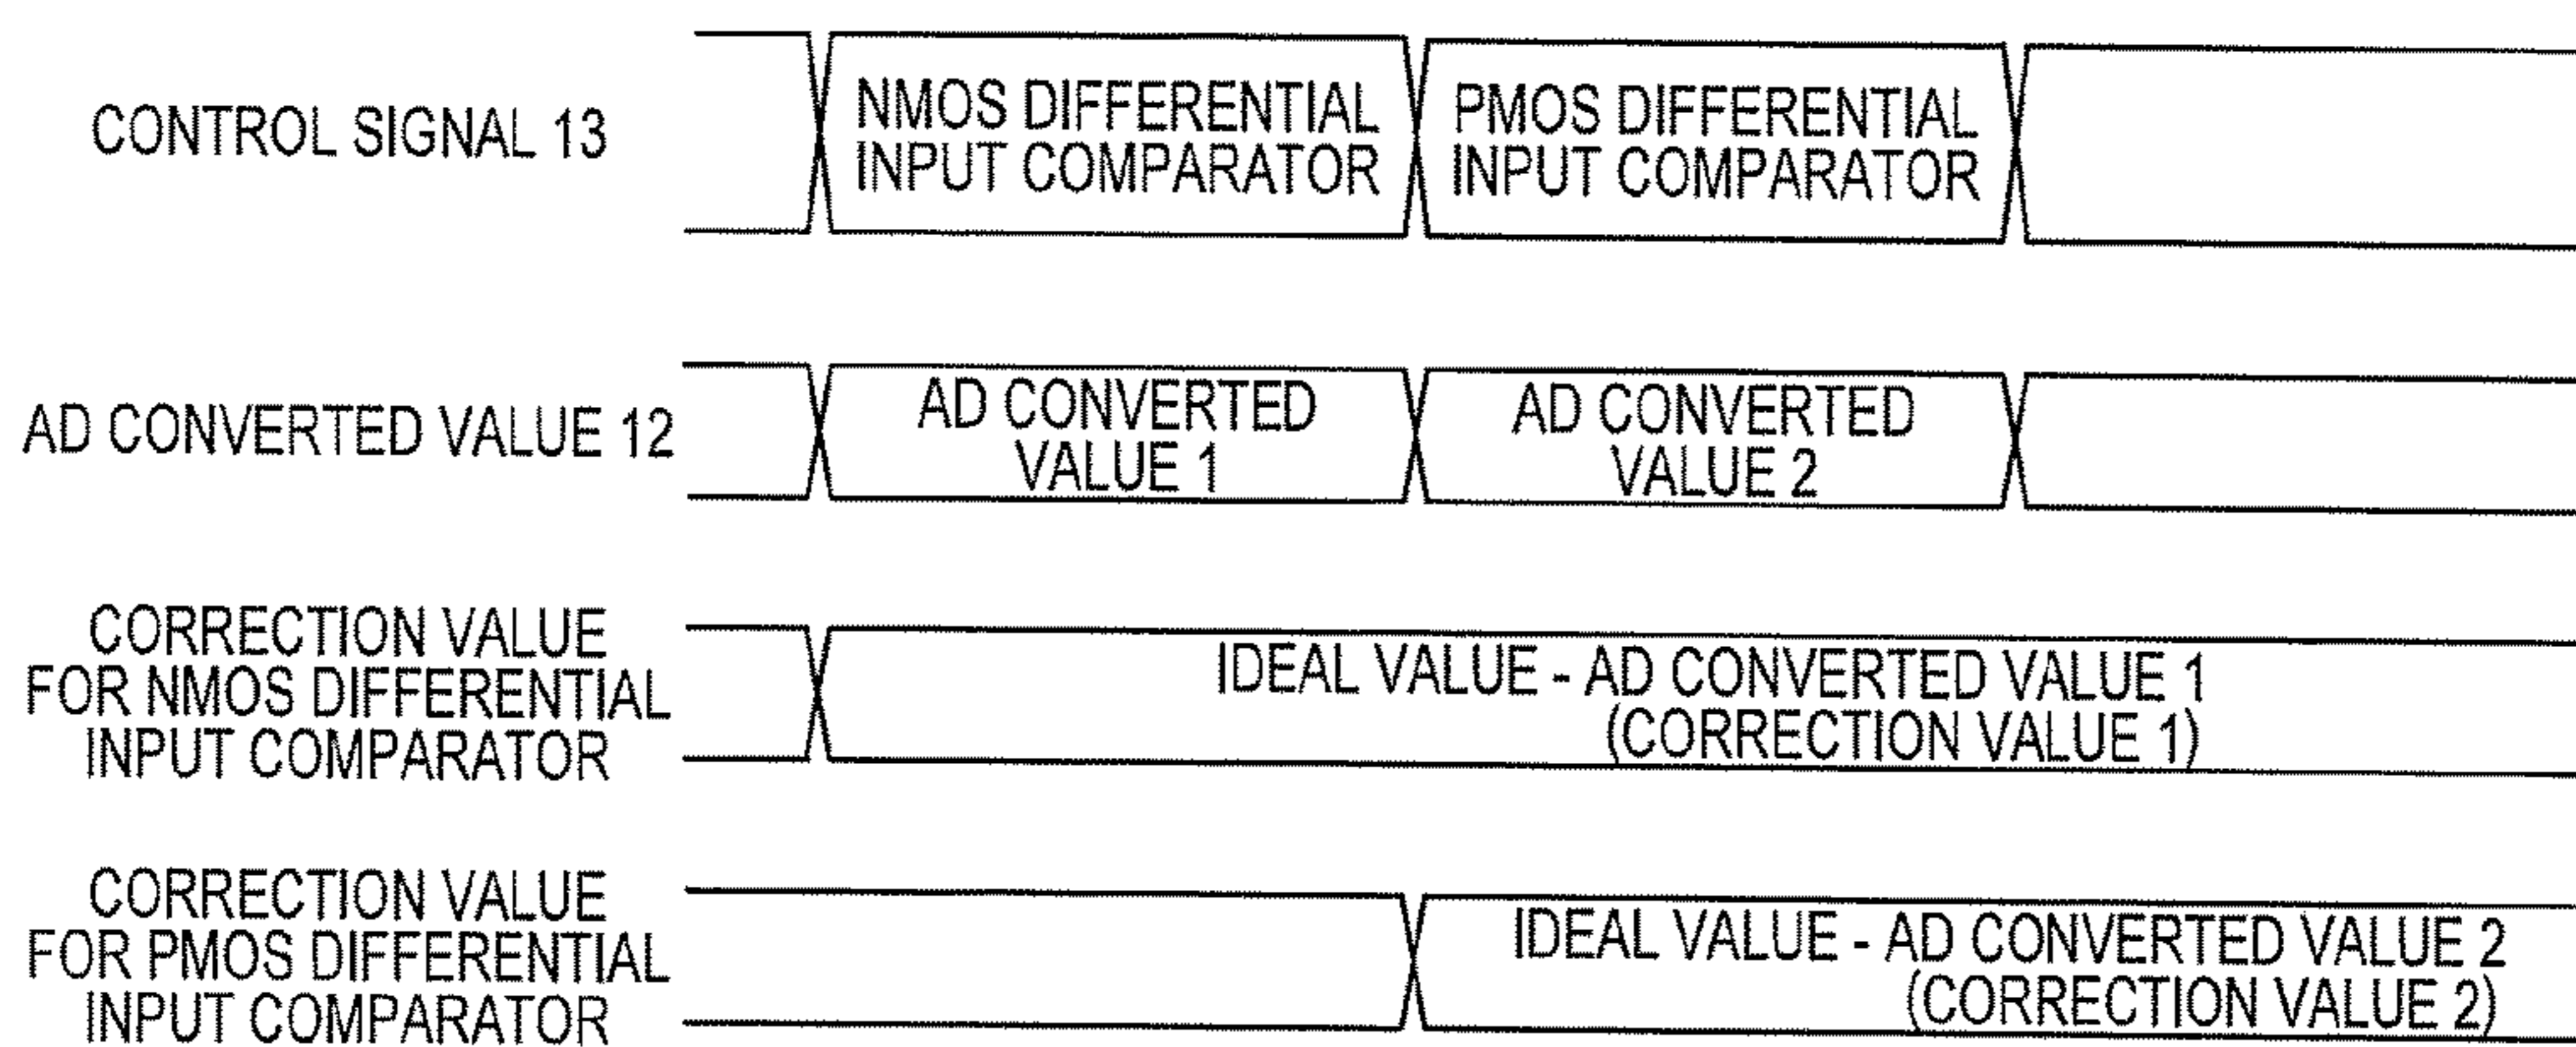 CONTROL SIGNAL 13
NMOS DIFFERENTIAL
INPUT COMPARATOR
PMOS DIFFERENTIAL
INPUT COMPARATOR
AD CONVERTED VALUE 12
AD CONVERTED
VALUE 1
AD CONVERTED
VALUE 2
CORRECTION VALUE
FOR NMOS DIFFERENTIAL
INPUT COMPARATOR
IDEAL VALUE - AD CONVERTED VALUE 1
(CORRECTION VALUE 1)
CORRECTION VALUE
FOR PMOS DIFFERENTIAL
INPUT COMPARATOR
IDEAL VALUE - AD CONVERTED VALUE 2
(CORRECTION VALUE 2)